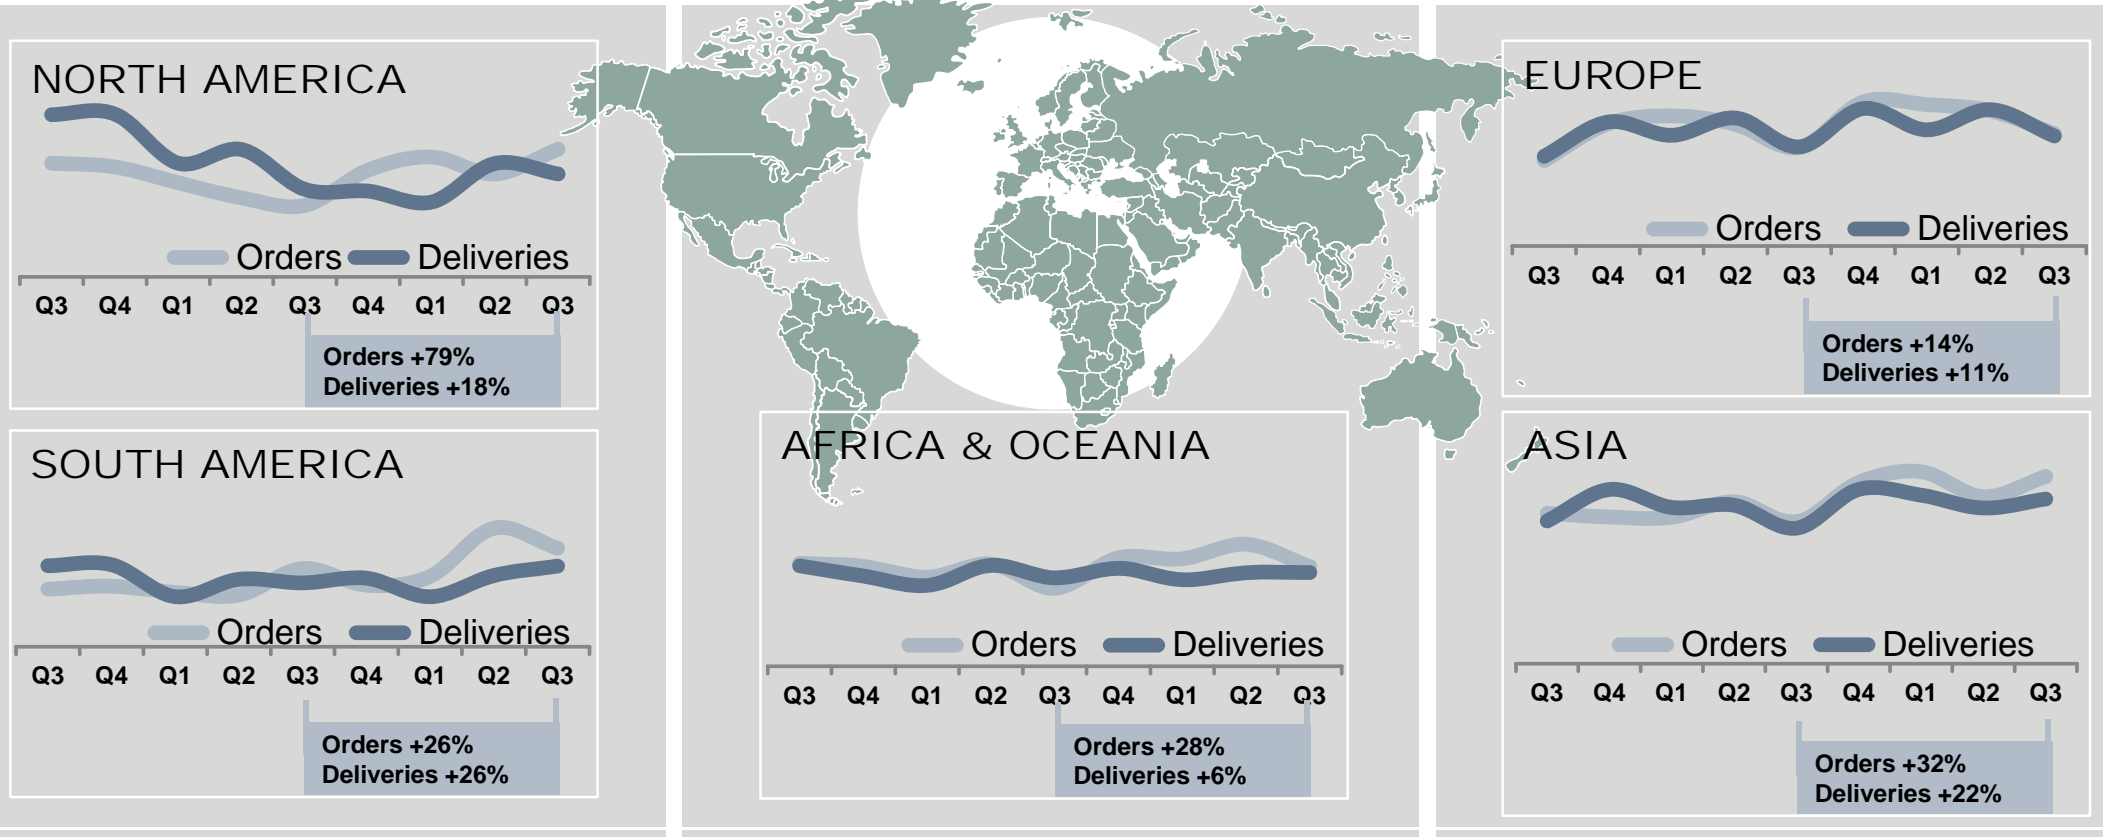 NORTH AMERICA
Orders Deliveries
Q3 Q4 Q1 Q2 Q3 Q4 Q1 Q2 Q3
Orders +79%
Deliveries +18%
SOUTH AMERICA
Orders Deliveries
Q3 Q4 Q1 Q2 Q3 Q4 Q1 Q2 Q3
Orders +26%
Deliveries +26%
AFRICA & OCEANIA
Orders Deliveries
Q3 Q4 Q1 Q2 Q3 Q4 Q1 Q2 Q3
Orders +28%
Deliveries +6%
EUROPE
Orders Deliveries
Q3 Q4 Q1 Q2 Q3 Q4 Q1 Q2 Q3
Orders +14%
Deliveries +11%
ASIA
Orders Deliveries
Q3 Q4 Q1 Q2 Q3 Q4 Q1 Q2 Q3
Orders +32%
Deliveries +22%